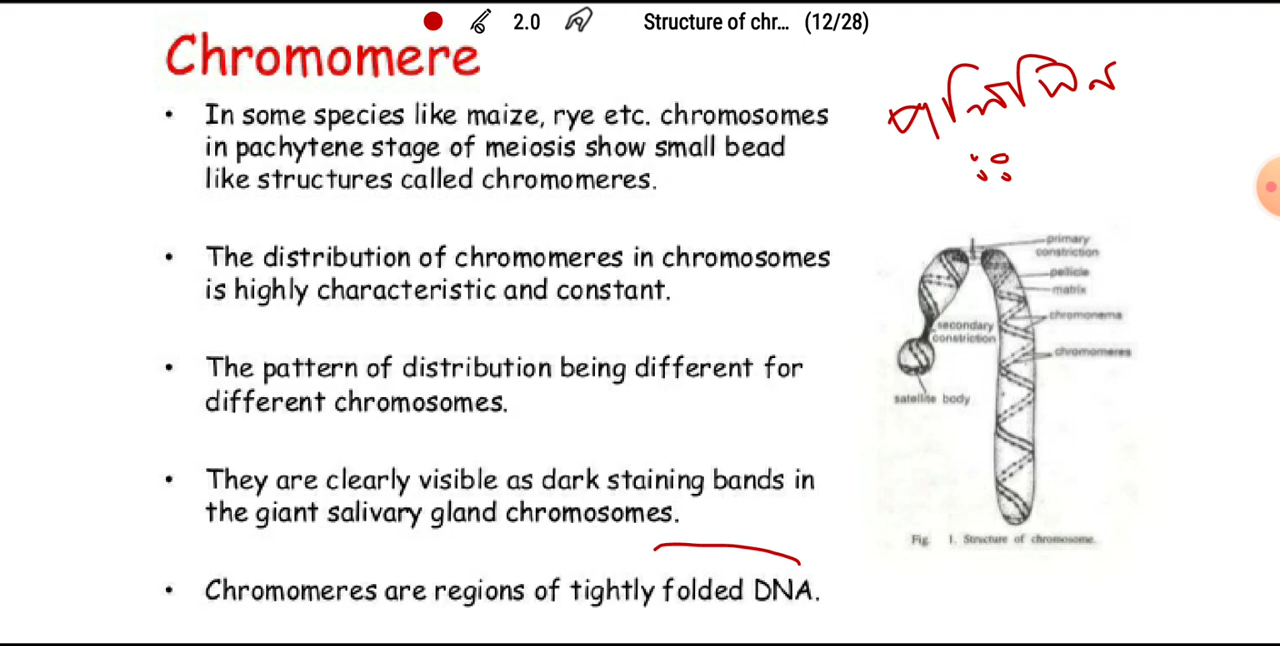 2.0 Structure of chr... (12/28)
Chromomere
• In some species like maize, rye etc. chromosomes
in pachytene stage of meiosis show small bead
like structures called chromomeres.
• The distribution of chromomeres in chromosomes
is highly characteristic and constant.
• The pattern of distribution being different for
different chromosomes.
• They are clearly visible as dark staining bands in
the giant salivary gland chromosomes.
• Chromomeres are regions of tightly folded DNA.
primary
constriction
pellicle
matrix
chromonema
secondary
constriction
chromomeres
satellite body
Fig. 1. Structure of chromosome.